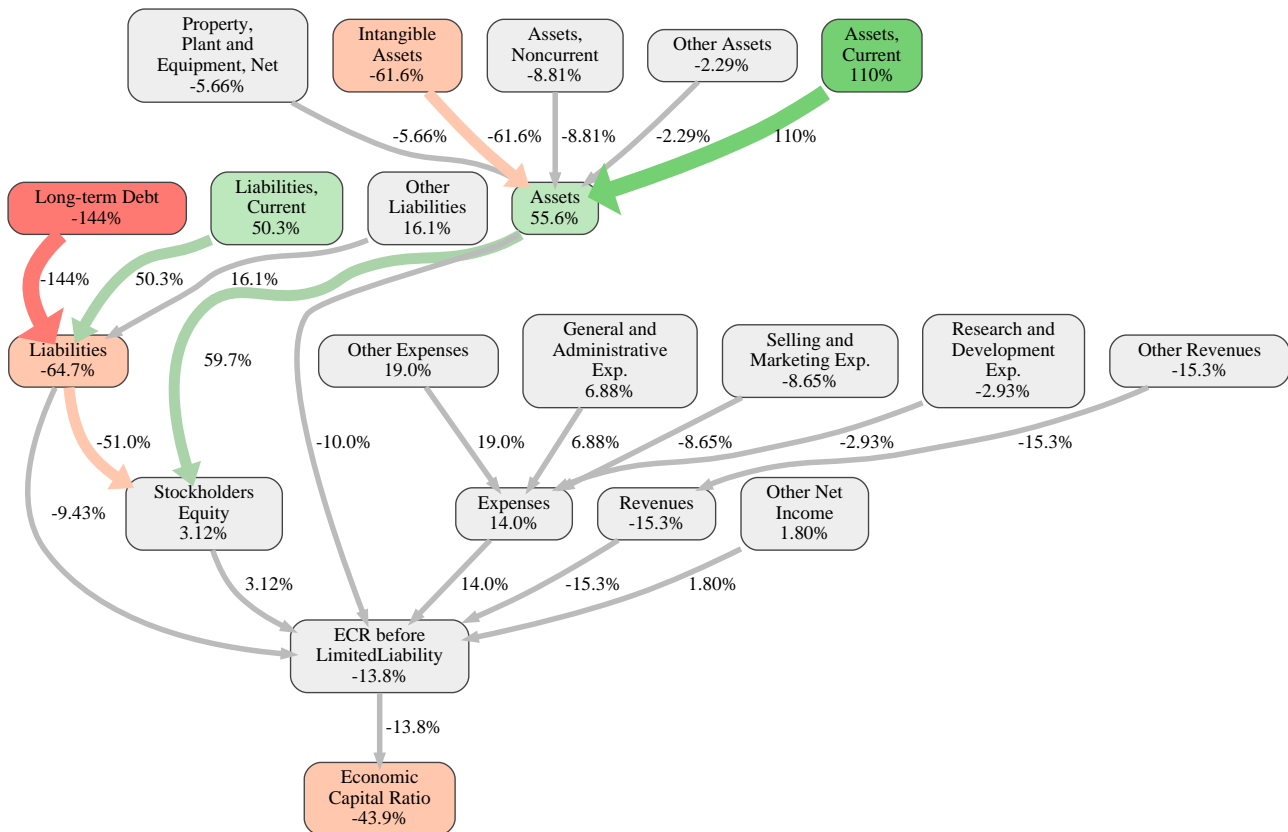 Property,
Plant and
Equipment, Net
-5.66%
Intangible
Assets
-61.6%
Assets,
Noncurrent
-8.81%
Other Assets
-2.29%
Assets,
Current
110%
-5.66%
-61.6%
-8.81%
-2.29%
110%
Long-term Debt
-144%
Liabilities,
Current
50.3%
Other
Liabilities
16.1%
Assets
55.6%
-144%
50.3%
16.1%
Liabilities
-64.7%
59.7%
Other Expenses
19.0%
General and
Administrative
Exp.
6.88%
Selling and
Marketing Exp.
-8.65%
Research and
Development
Exp.
-2.93%
Other Revenues
-15.3%
-51.0%
-10.0%
19.0%
6.88%
-8.65%
-2.93%
-15.3%
-9.43%
Stockholders
Equity
3.12%
Expenses
14.0%
Revenues
-15.3%
Other Net
Income
1.80%
3.12%
14.0%
-15.3%
1.80%
ECR before
LimitedLiability
-13.8%
-13.8%
Economic
Capital Ratio
-43.9%